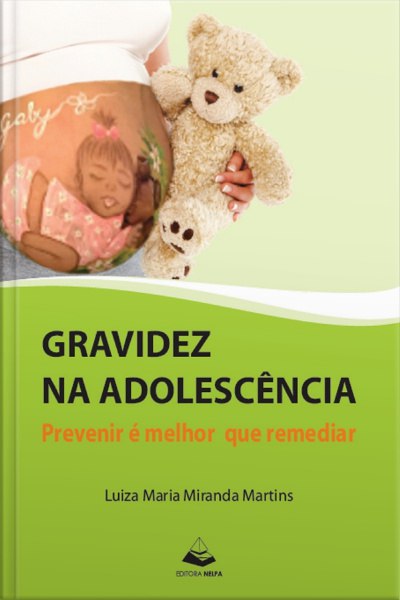 Gaby
GRAVIDEZ
NA ADOLESCÊNCIA
Prevenir é melhor que remediar
Luiza Maria Miranda Martins
EDITORA NELPA